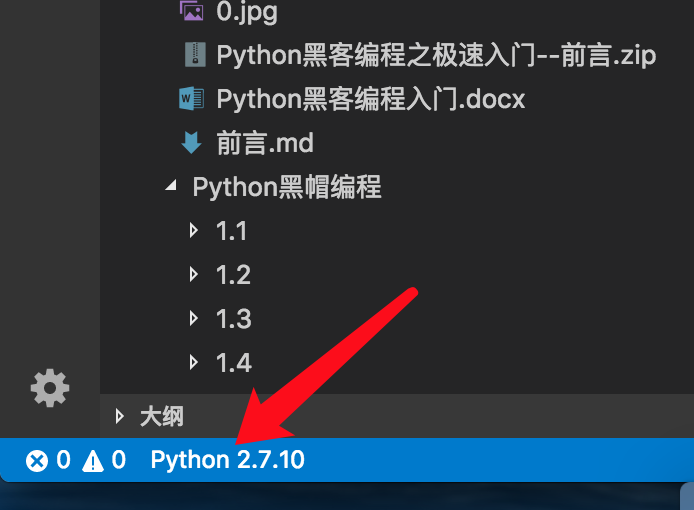 0.jpg
Python黑客编程之极速入门--前言.zip
Python黑客编程入门.docx
前言.md
Python黑帽编程
1.1
1.2
1.3
1.4
大纲
0 0 Python 2.7.10